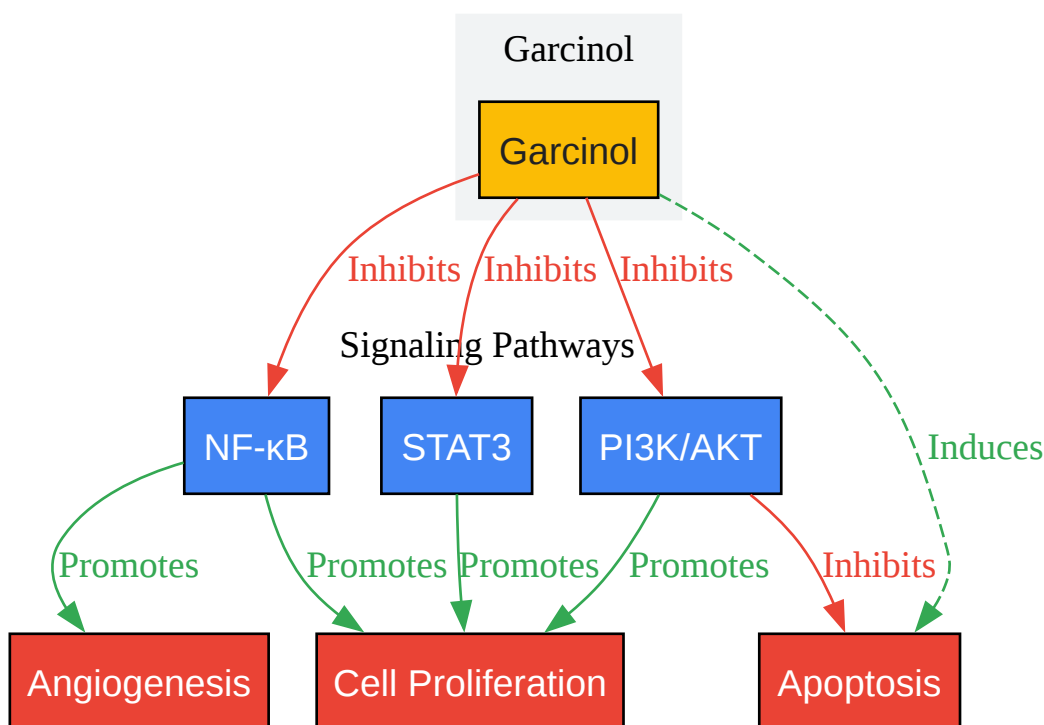 Garcinol
Garcinol
Inhibits
Inhibits
Inhibits
Signaling Pathways
NF-κB
STAT3
PI3K/AKT
Induces
Promotes
Promotes
Promotes
Promotes
Inhibits
Angiogenesis
Cell Proliferation
Apoptosis